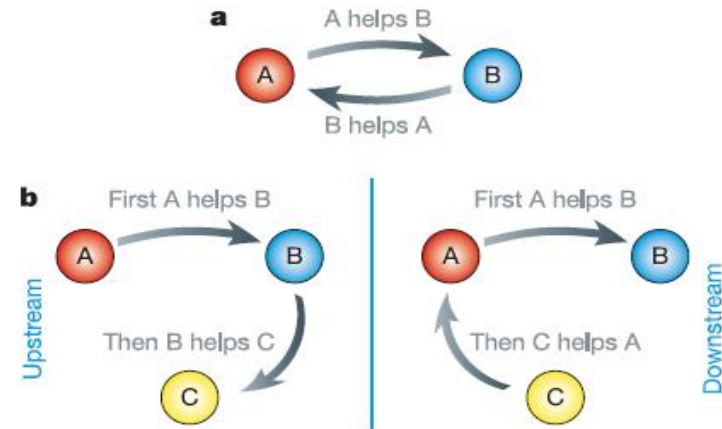 a
A helps B
A
B
B helps A
b
First A helps B
A
B
Upstream
Then B helps C
C
First A helps B
A
B
Then C helps A
C
Downstream